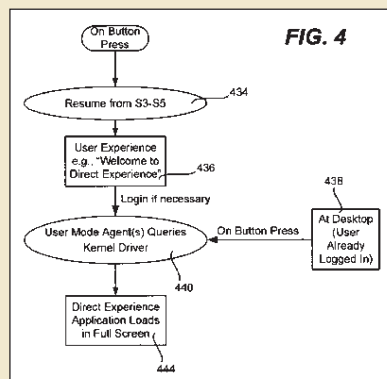 On Button
Press
FIG. 4
Resume from S3-S5
434
User Experience
e.g., "Welcome to
Direct Experience"
436
Login if necessary
438
At Desktop
(User
Already
Logged In)
On Button Press
User Mode Agent(s) Queries
Kernel Driver
440
Direct Experience
Application Loads
in Full Screen
444